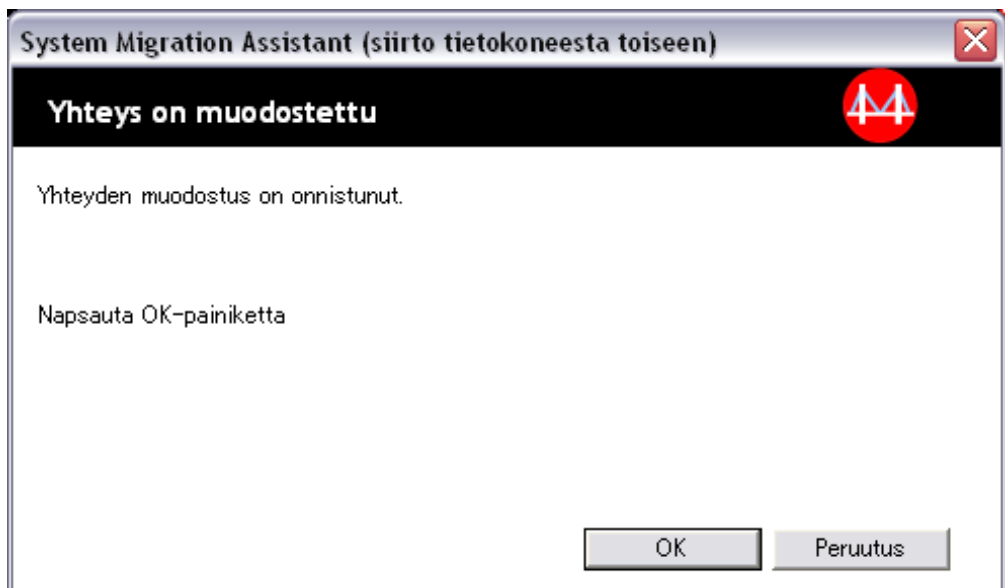 System Migration Assistant (siirto tietokoneesta toiseen)
Yhteys on muodostettu
Yhteyden muodostus on onnistunut.
Napsauta OK-painiketta
OK
Peruutus